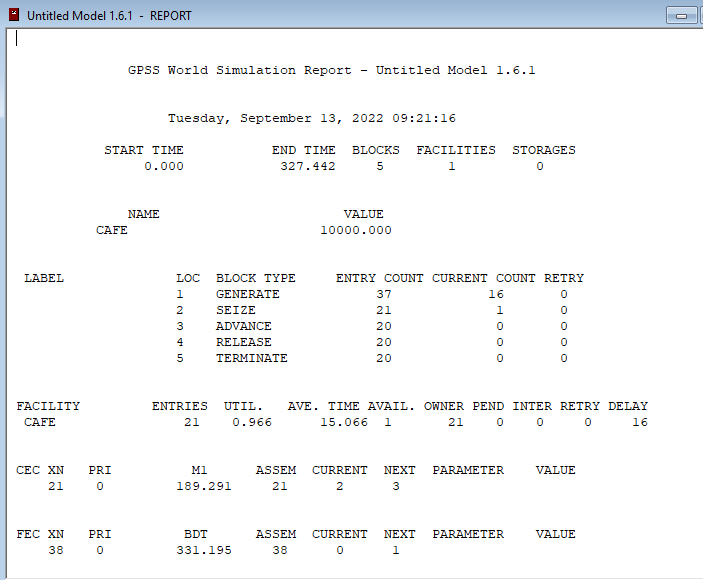 Untitled Model 1.6.1 - REPORT
GPSS World Simulation Report - Untitled Model 1.6.1
Tuesday, September 13, 2022 09:21:16
START TIME END TIME BLOCKS FACILITIES STORAGES
0.000 327.442 5 1 0
NAME VALUE
CAFE 10000.000
LABEL LOC BLOCK TYPE ENTRY COUNT CURRENT COUNT RETRY
1 GENERATE 37 16 0
2 SEIZE 21 1 0
3 ADVANCE 20 0 0
4 RELEASE 20 0 0
5 TERMINATE 20 0 0
FACILITY ENTRIES UTIL. AVE. TIME AVAIL. OWNER PEND INTER RETRY DELAY
CAFE 21 0.966 15.066 1 21 0 0 0 16
CEC XN PRI M1 ASSEM CURRENT NEXT PARAMETER VALUE
21 0 189.291 21 2 3
FEC XN PRI BDT ASSEM CURRENT NEXT PARAMETER VALUE
38 0 331.195 38 0 1